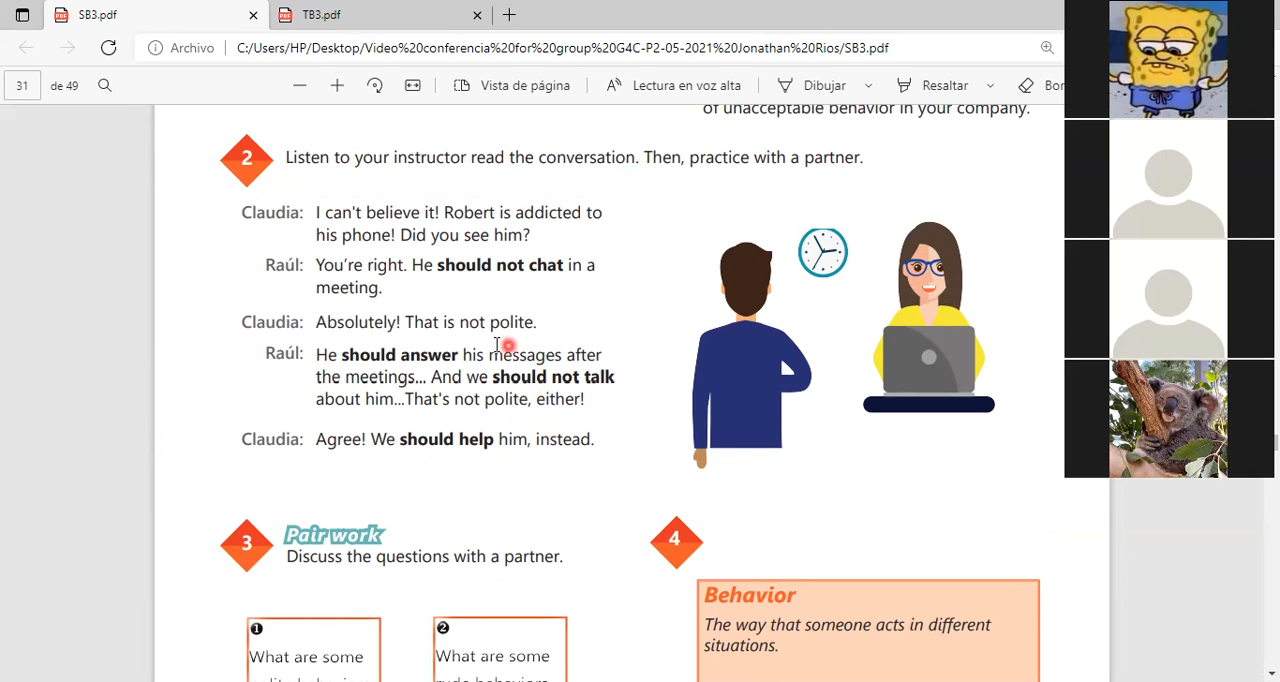 SB3.pdf
TB3.pdf
Archivo
C:/Users/HP/Desktop/Video%20conferencia%20for%20group%20G4C-P2-05-2021%20Jonathan%20Rios/SB3.pdf
31 de 49
Vista de página
Lectura en voz alta
Dibujar
Resaltar
Bor
of unacceptable behavior in your company.
2 Listen to your instructor read the conversation. Then, practice with a partner.
Claudia: I can't believe it! Robert is addicted to
his phone! Did you see him?
Raúl: You're right. He should not chat in a
meeting.
Claudia: Absolutely! That is not polite.
Raúl: He should answer his messages after
the meetings... And we should not talk
about him...That's not polite, either!
Claudia: Agree! We should help him, instead.
3 Pair work
Discuss the questions with a partner.
1
What are some
2
What are some
4
Behavior
The way that someone acts in different
situations.